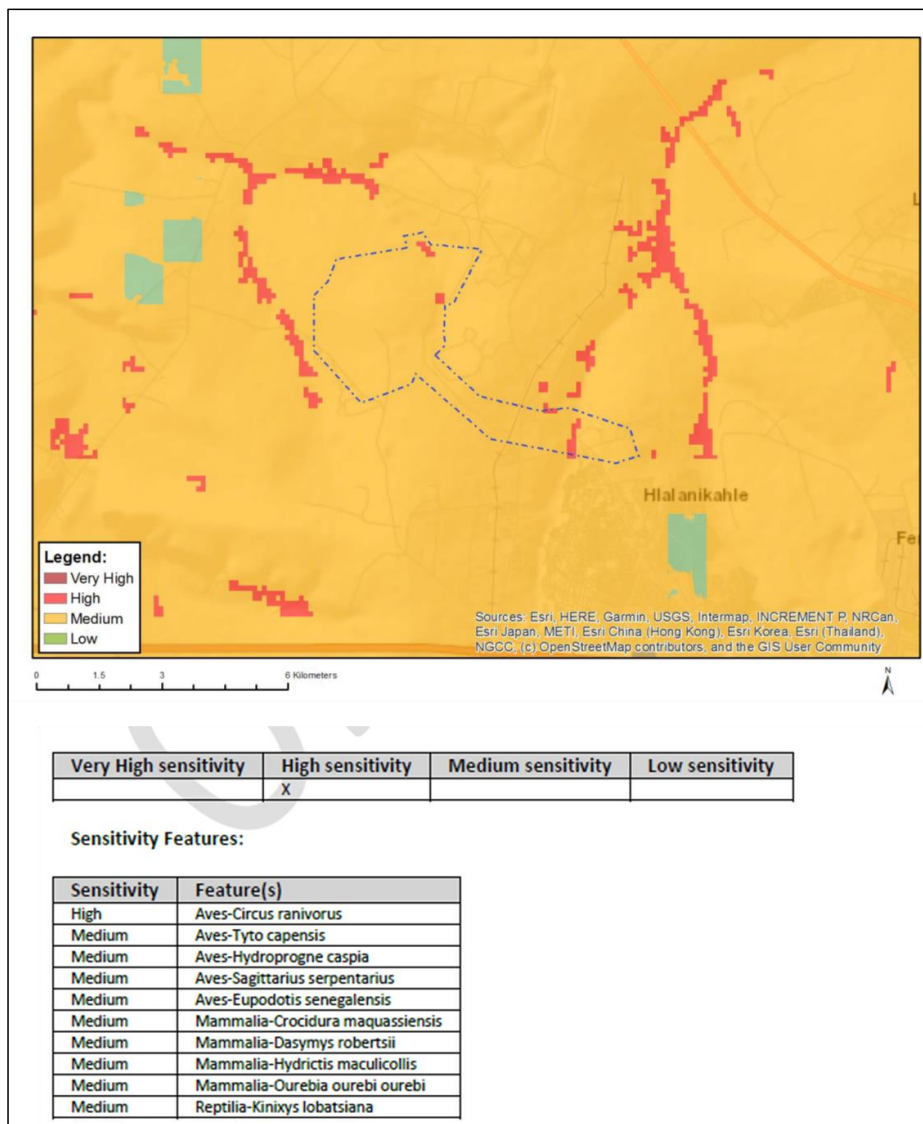 L
Hlalanikahle
Fe
Legend:
Very High
High
Medium
Low
Sources: Esri, HERE, Garmin, USGS, Intermap, INCREMENT P, NRCan,
Esri Japan, METI, Esri China (Hong Kong), Esri Korea, Esri (Thailand),
NGCC, (c) OpenStreetMap contributors, and the GIS User Community
0 1.5 3 6 Kilometers
N
Very High sensitivity High sensitivity Medium sensitivity Low sensitivity
X
Sensitivity Features:
Sensitivity Feature(s)
High Aves-Circus ranivorus
Medium Aves-Tyto capensis
Medium Aves-Hydroprogne caspia
Medium Aves-Sagittarius serpentarius
Medium Aves-Eupodotis senegalensis
Medium Mammalia-Crocidura maquassiensis
Medium Mammalia-Dasymys robertsii
Medium Mammalia-Hydrictis maculicollis
Medium Mammalia-Ourebia ourebi ourebi
Medium Reptilia-Kinixys lobatsiana